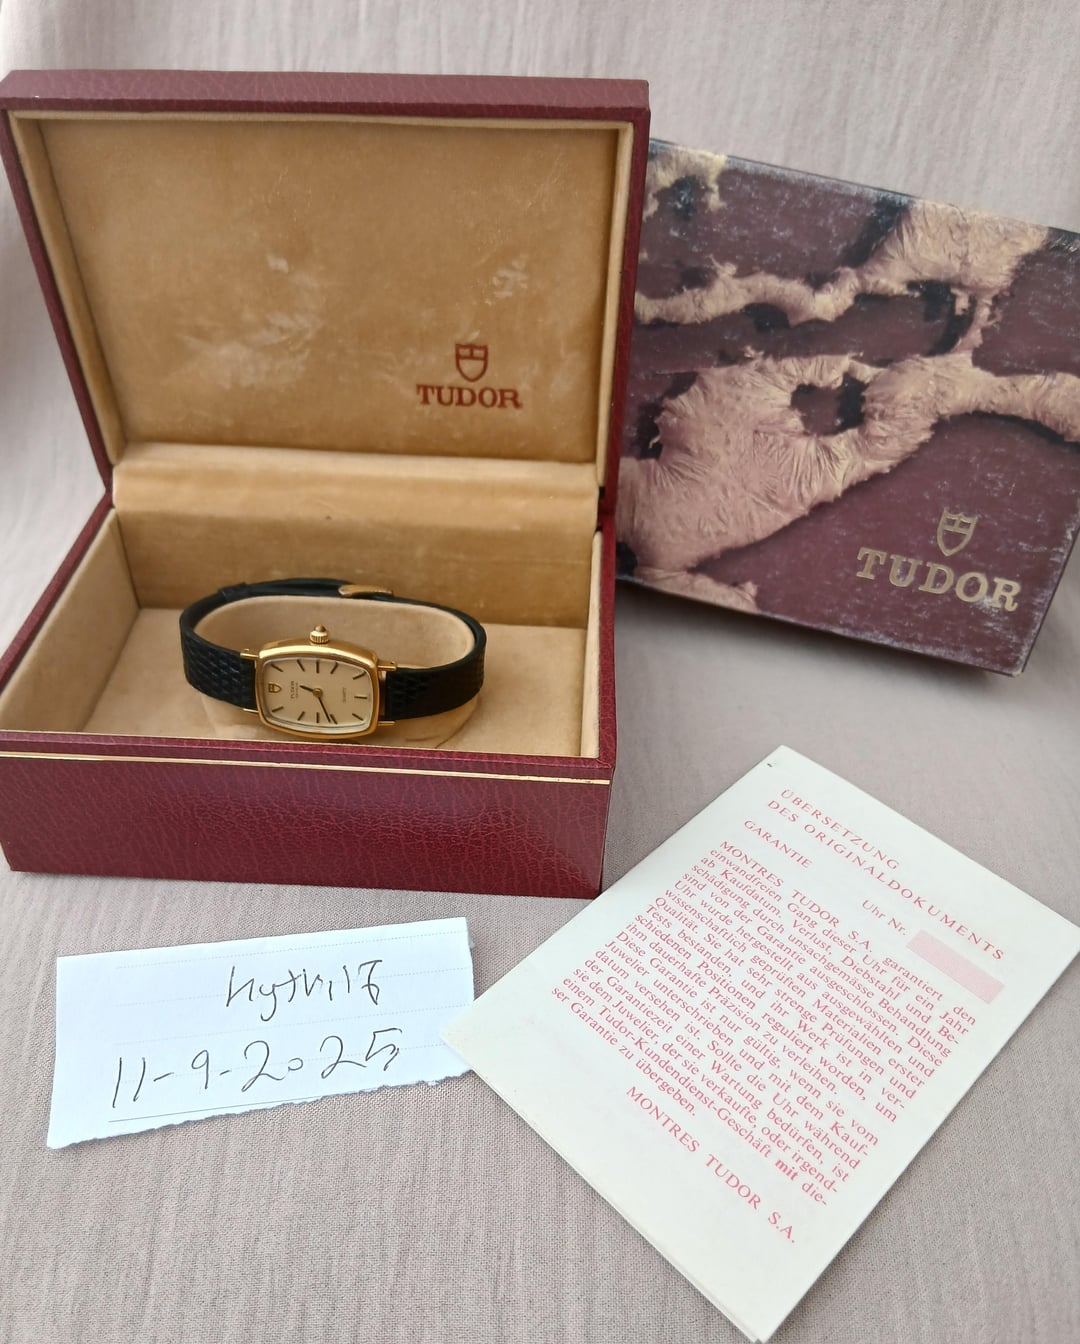 TUDOR
TUDOR
TUDOR
QUARTZ
11-9-2025
ÜBERSETZUNG
DES ORIGINALDOKUMENTS
GARANTIE
Uhr Nr.
MONTRES TUDOR S.A. garantiert den
einwandfreien Gang dieser Uhr für ein Jahr
ab Kaufdatum. Verlust, Diebstahl und Be-
schädigung durch unsachgemässe Behandlung
sind von der Garantie ausgeschlossen. Diese
Uhr wurde hergestellt aus ausgewählten und
wissenschaftlich geprüften Materialien erster
Qualität. Sie hat sehr strenge Prüfungen und
Tests bestanden, und ihr Werk ist in ver-
schiedenen Positionen reguliert worden, um
ihm dauerhafte Präzision zu verleihen.
Diese Garantie ist nur gültig, wenn sie vom
Juwelier unterschrieben und mit dem Kauf-
datum versehen ist. Sollte die Uhr während
der Garantiezeit einer Wartung bedürfen, ist
sie dem Juwelier, der sie verkaufte, oder irgend-
einem Tudor-Kundendienst-Geschäft mit die-
ser Garantie zu übergeben.
MONTRES TUDOR S.A.